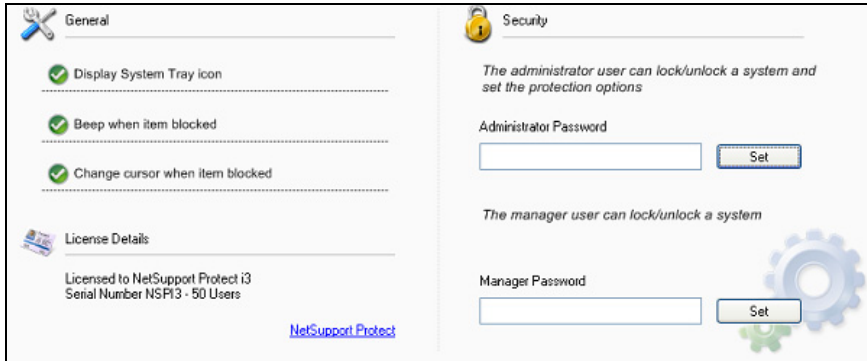 General
Display System Tray icon
Beep when item blocked
Change cursor when item blocked
License Details
Licensed to NetSupport Protect i3
Serial Number NSPI3 - 50 Users
NetSupport Protect
Security
The administrator user can lock/unlock a system and
set the protection options
Administrator Password
Set
The manager user can lock/unlock a system
Manager Password
Set